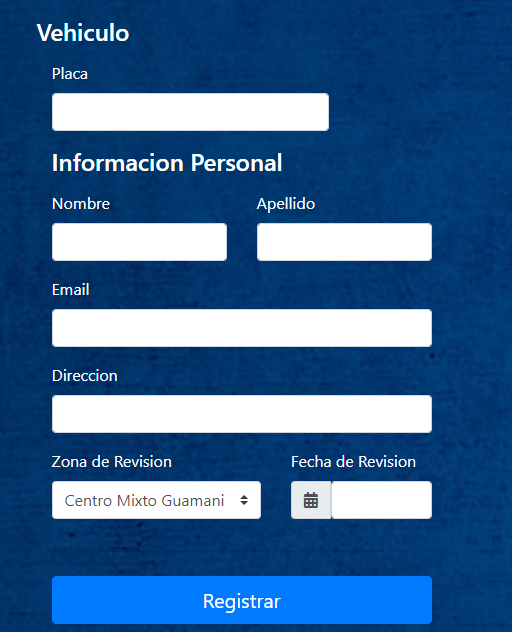 Vehiculo
Placa
Informacion Personal
Nombre Apellido
Email
Direccion
Zona de Revision Fecha de Revision
Centro Mixto Guamani
Registrar